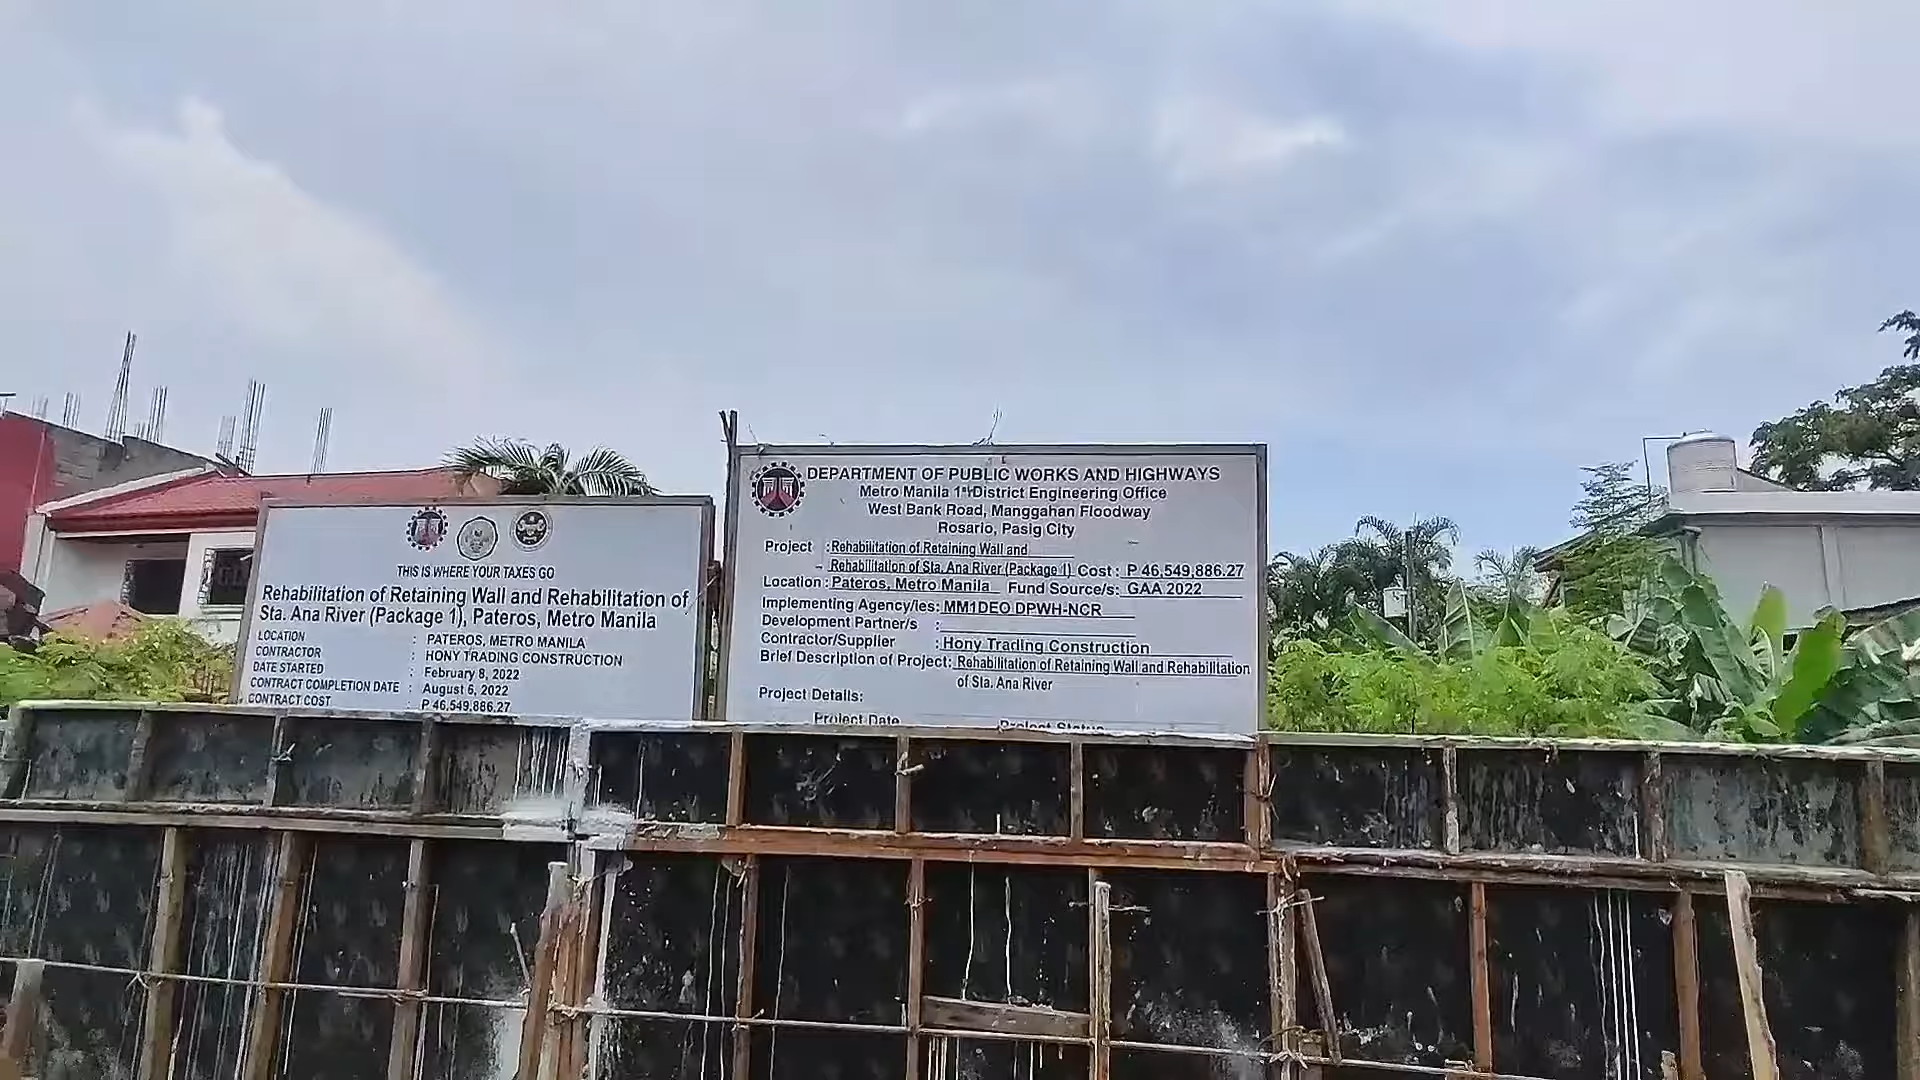 THIS IS WHERE YOUR TAXES GO
Rehabilitation of Retaining Wall and Rehabilitation of
Sta. Ana River (Package 1), Pateros, Metro Manila
LOCATION : PATEROS, METRO MANILA
CONTRACTOR : HONY TRADING CONSTRUCTION
DATE STARTED : February 8, 2022
CONTRACT COMPLETION DATE : August 6, 2022
CONTRACT COST : P 46,549,886.27
DEPARTMENT OF PUBLIC WORKS AND HIGHWAYS
Metro Manila 1st District Engineering Office
West Bank Road, Manggahan Floodway
Rosario, Pasig City
Project : Rehabilitation of Retaining Wall and
Rehabilitation of Sta. Ana River (Package 1) Cost : P 46,549,886.27
Location : Pateros, Metro Manila Fund Source/s: GAA 2022
Implementing Agency/ies: MM1DEO DPWH-NCR
Development Partner/s :
Contractor/Supplier : Hony Trading Construction
Brief Description of Project: Rehabilitation of Retaining Wall and Rehabilitation
of Sta. Ana River
Project Details:
Project Date Project Status